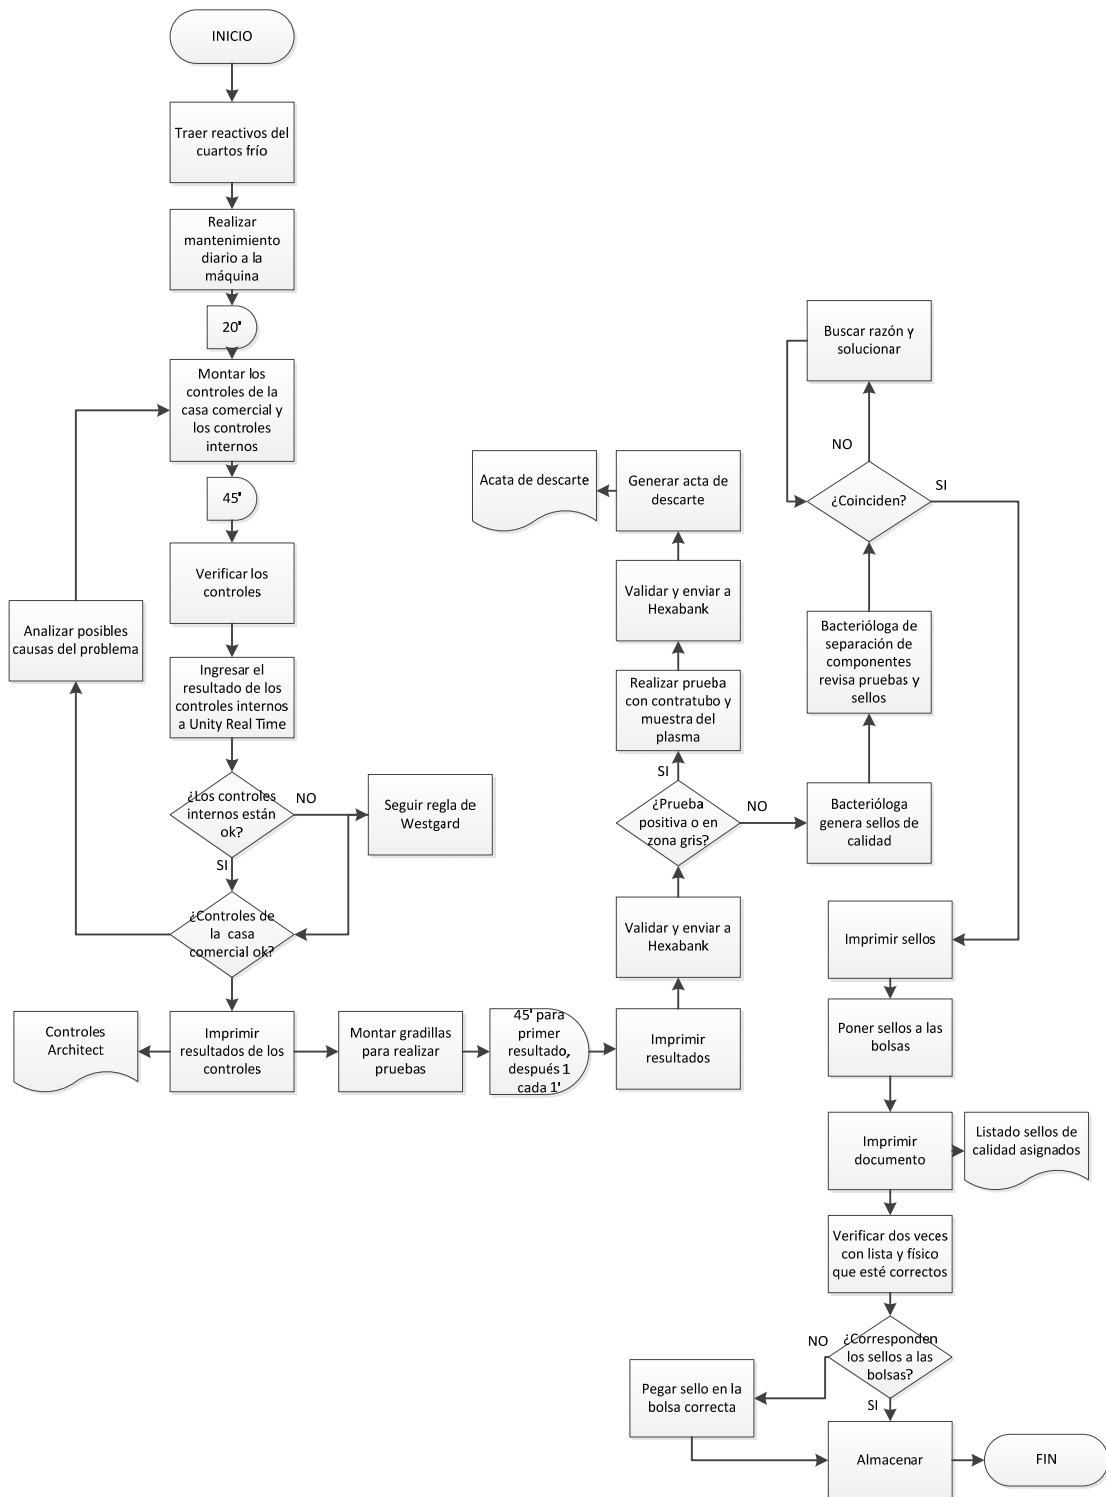 INICIO
Traer reactivos del
cuartos frío
Realizar
mantenimiento
diario a la
máquina
20'
Montar los
controles de la
casa comercial y
los controles
internos
45'
Verificar los
controles
Analizar posibles
causas del problema
Ingresar el
resultado de los
controles internos
a Unity Real Time
¿Los controles
internos están
ok?
NO
Seguir regla de
Westgard
SI
¿Controles de
la casa
comercial ok?
Controles
Architect
Imprimir
resultados de los
controles
Montar gradillas
para realizar
pruebas
45' para
primer
resultado,
después 1
cada 1'
Imprimir
resultados
Validar y enviar a
Hexabank
¿Prueba
positiva o en
zona gris?
SI
Realizar prueba
con contratubo y
muestra del
plasma
Validar y enviar a
Hexabank
Generar acta de
descarte
Acata de descarte
NO
Bacterióloga
genera sellos de
calidad
Bacterióloga de
separación de
componentes
revisa pruebas y
sellos
¿Coinciden?
NO
Buscar razón y
solucionar
SI
Imprimir sellos
Poner sellos a las
bolsas
Imprimir
documento
Listado sellos de
calidad asignados
Verificar dos veces
con lista y físico
que esté correctos
¿Corresponden
los sellos a las
bolsas?
NO
Pegar sello en la
bolsa correcta
SI
Almacenar
FIN